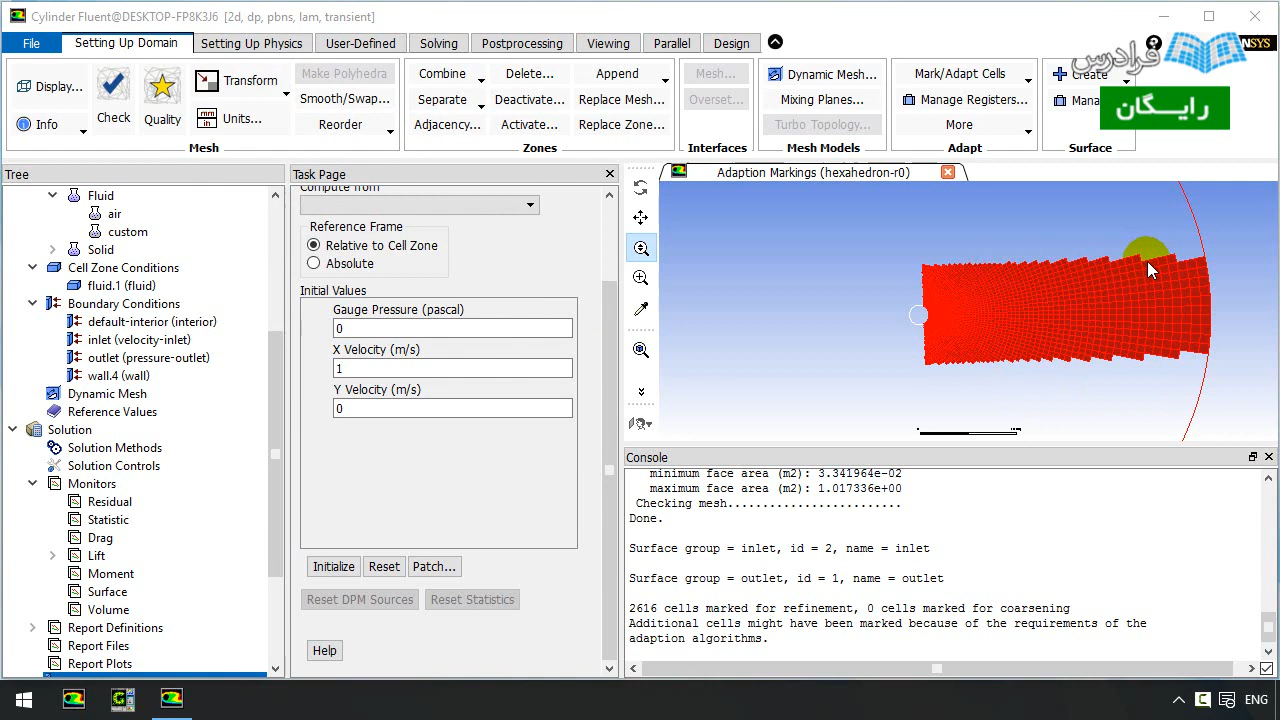 Cylinder Fluent@DESKTOP-FP8K3J6 [2d, dp, pbns, lam, transient]
File
Setting Up Domain
Setting Up Physics
User-Defined
Solving
Postprocessing
Viewing
Parallel
Design
NSYS
فرادرس
رایـگان
Display...
Info
Check
Quality
Transform
Units...
Make Polyhedra
Smooth/Swap...
Reorder
Mesh
Combine
Separate
Adjacency...
Delete...
Deactivate...
Activate...
Append
Replace Mesh...
Replace Zone...
Zones
Mesh...
Overset...
Interfaces
Dynamic Mesh...
Mixing Planes...
Turbo Topology...
Mesh Models
Mark/Adapt Cells
Manage Registers...
More
Adapt
Create
Mana
Surface
Tree
Fluid
air
custom
Solid
Cell Zone Conditions
fluid.1 (fluid)
Boundary Conditions
default-interior (interior)
inlet (velocity-inlet)
outlet (pressure-outlet)
wall.4 (wall)
Dynamic Mesh
Reference Values
Solution
Solution Methods
Solution Controls
Monitors
Residual
Statistic
Drag
Lift
Moment
Surface
Volume
Report Definitions
Report Files
Report Plots
Task Page
Compute from
Reference Frame
Relative to Cell Zone
Absolute
Initial Values
Gauge Pressure (pascal)
0
X Velocity (m/s)
1
Y Velocity (m/s)
0
Initialize
Reset
Patch...
Reset DPM Sources
Reset Statistics
Help
Adaption Markings (hexahedron-r0)
Console
minimum face area (m2): 3.341964e-02
maximum face area (m2): 1.017336e+00
Checking mesh.........................
Done.
Surface group = inlet, id = 2, name = inlet
Surface group = outlet, id = 1, name = outlet
2616 cells marked for refinement, 0 cells marked for coarsening
Additional cells might have been marked because of the requirements of the
adaption algorithms.
ENG